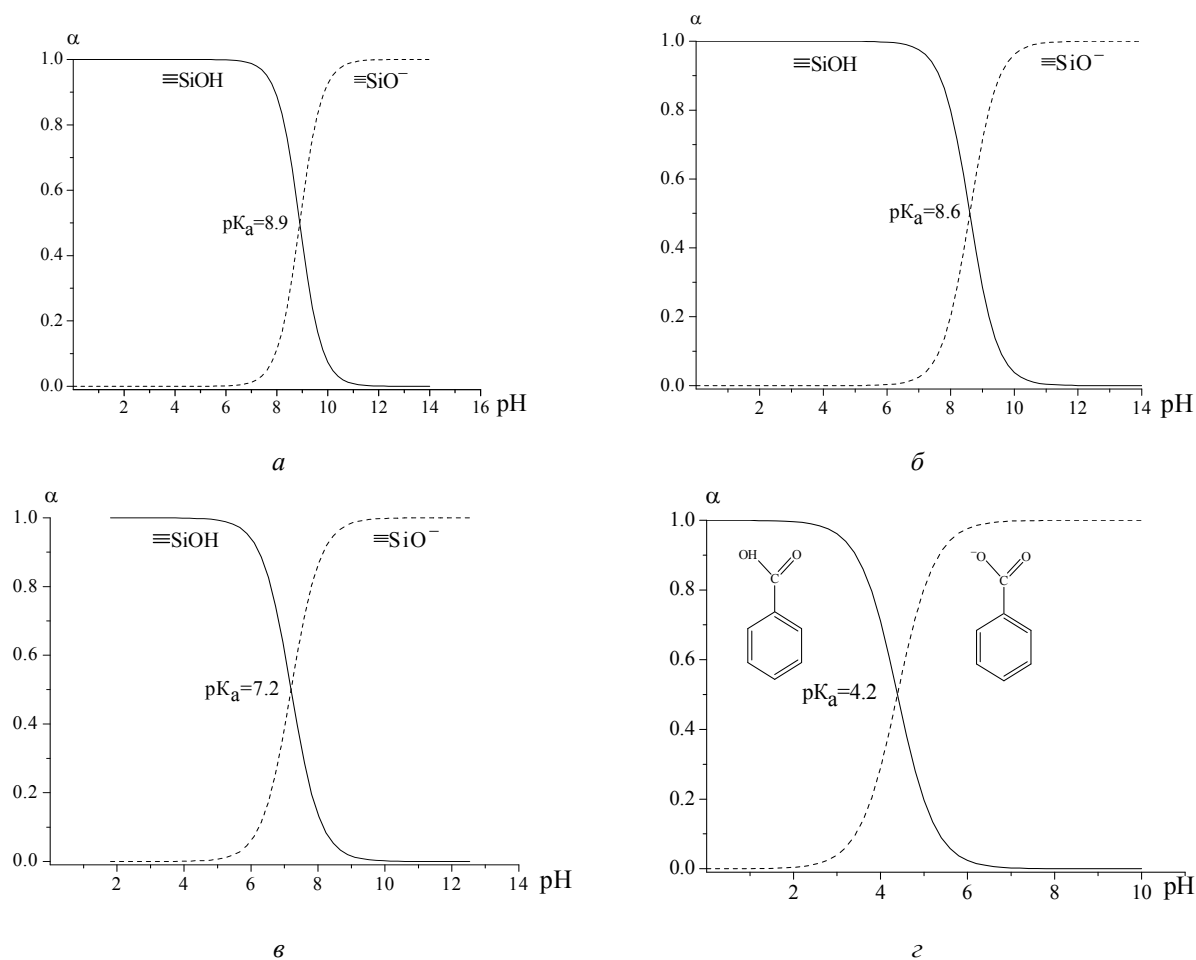 α
1.0
≡SiOH
≡SiO⁻
0.8
0.6
pKa=8.9
0.4
0.2
0.0
2 4 6 8 10 12 14 16 pH
а
α
1.0
≡SiOH
≡SiO⁻
0.8
0.6
pKa=8.6
0.4
0.2
0.0
2 4 6 8 10 12 14 pH
б
α
1.0
≡SiOH
≡SiO⁻
0.8
0.6
pKa=7.2
0.4
0.2
0.0
2 4 6 8 10 12 14 pH
в
α
1.0
OH O
⁻O O
C
C
0.8
0.6
pKa=4.2
0.4
0.2
0.0
2 4 6 8 10 pH
г